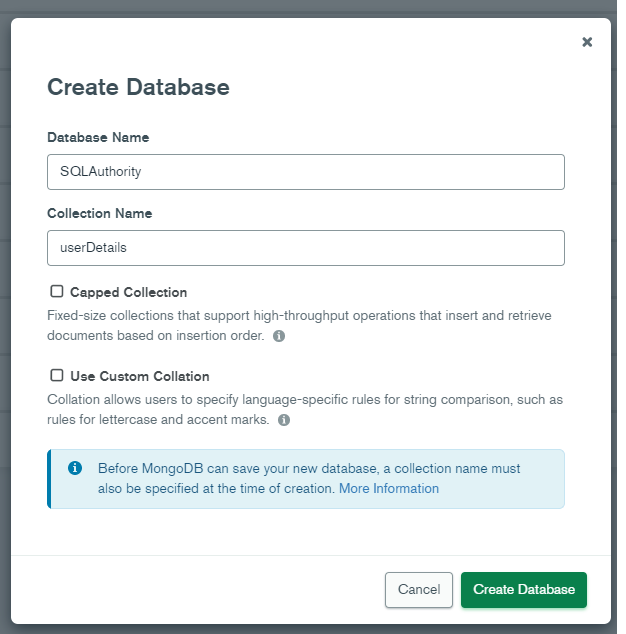 Create Database
Database Name
SQLAuthority
Collection Name
userDetails
Capped Collection
Fixed-size collections that support high-throughput operations that insert and retrieve
documents based on insertion order.
Use Custom Collation
Collation allows users to specify language-specific rules for string comparison, such as
rules for lettercase and accent marks.
Before MongoDB can save your new database, a collection name must
also be specified at the time of creation. More Information
Cancel
Create Database